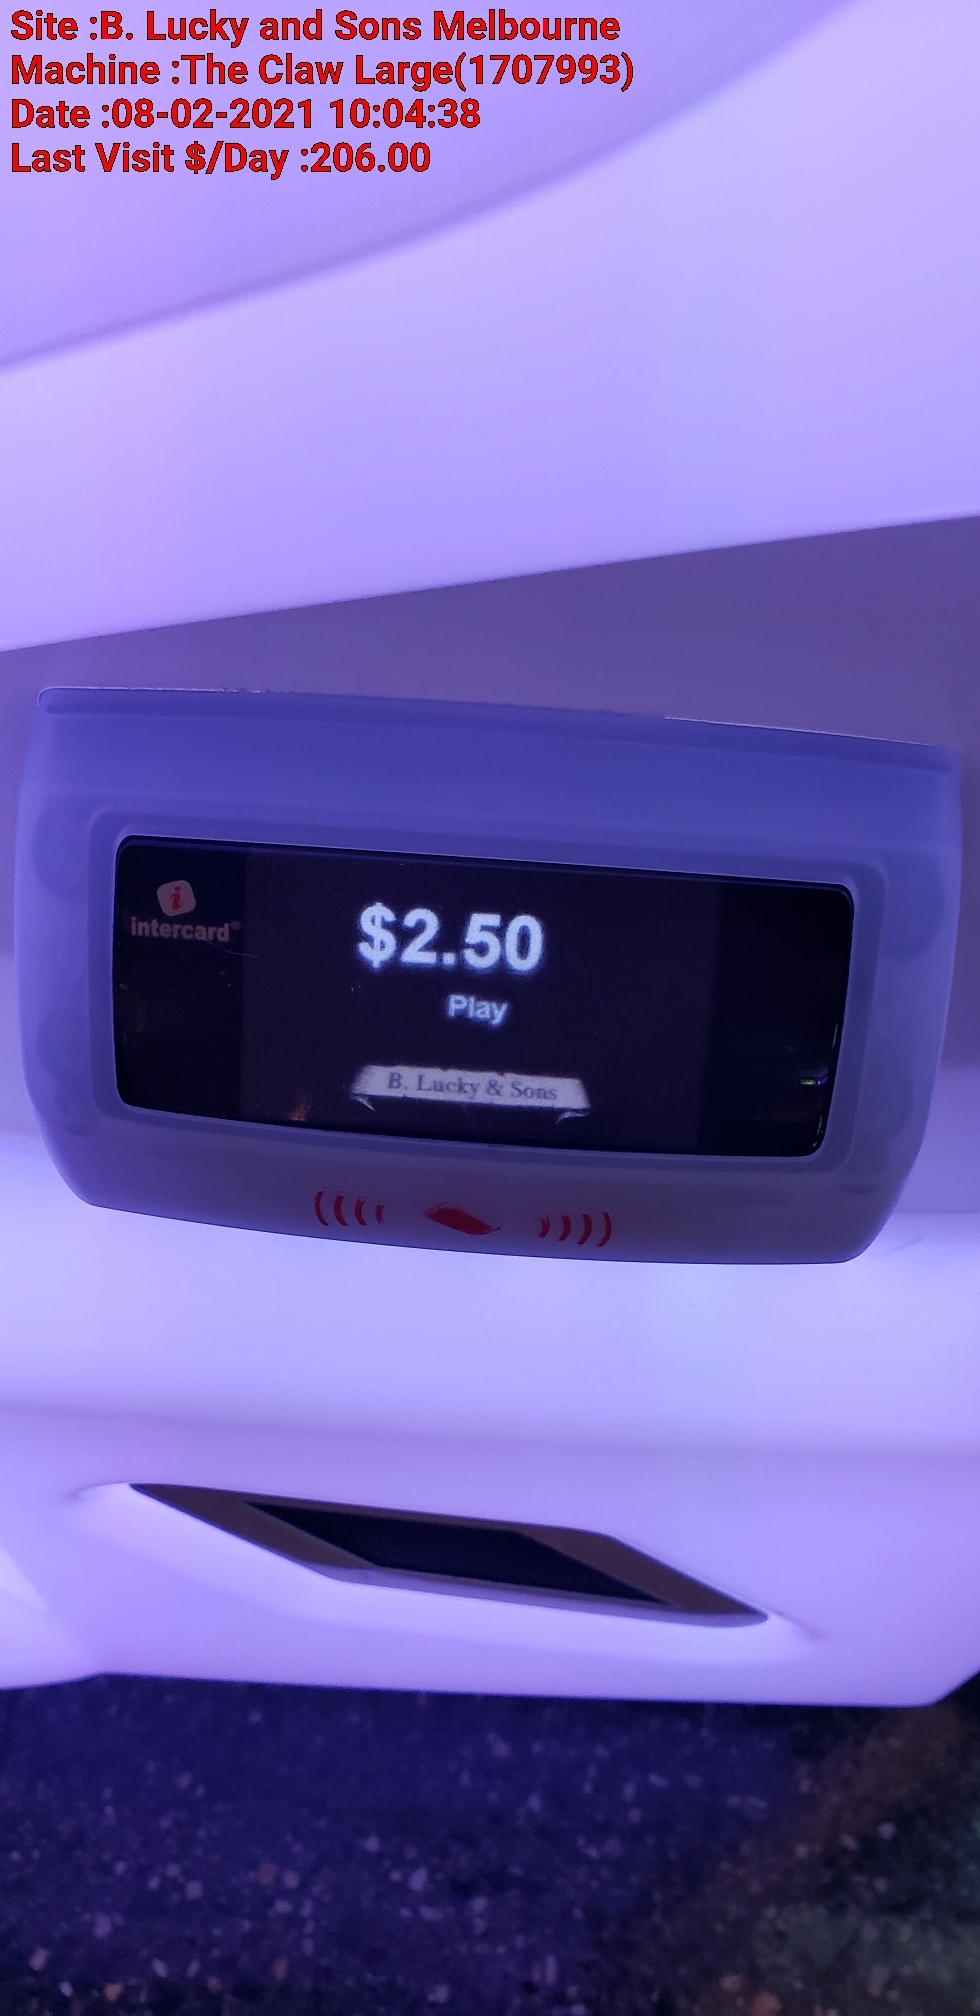 Site :B. Lucky and Sons Melbourne
Machine :The Claw Large(1707993)
Date :08-02-2021 10:04:38
Last Visit $/Day :206.00
intercard®
$2.50
Play
B. Lucky & Sons